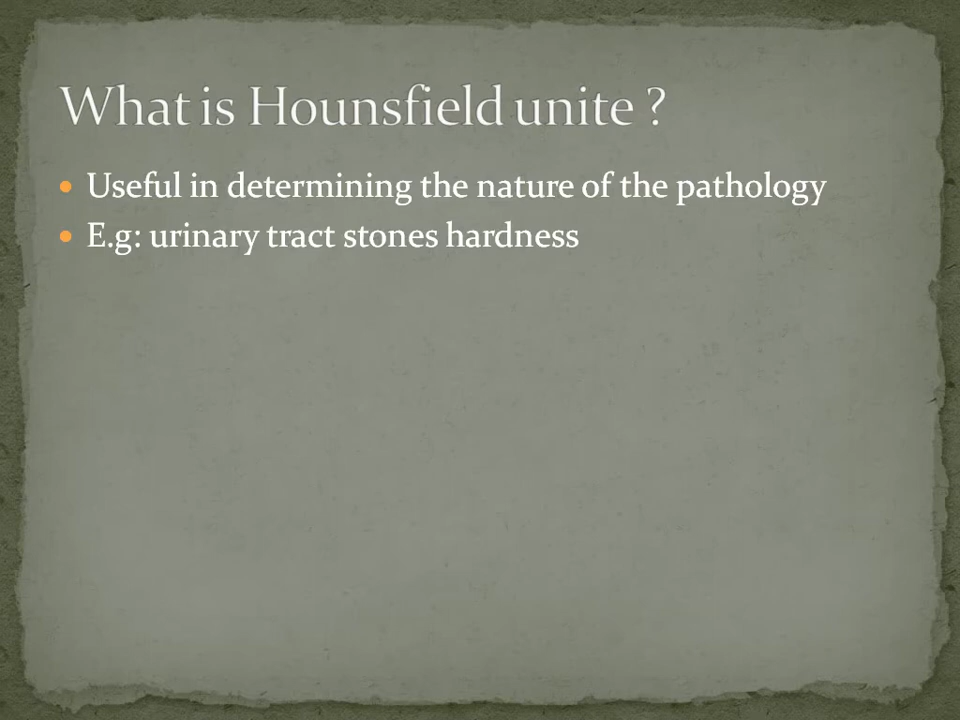 What is Hounsfield unite ?
Useful in determining the nature of the pathology
E.g: urinary tract stones hardness